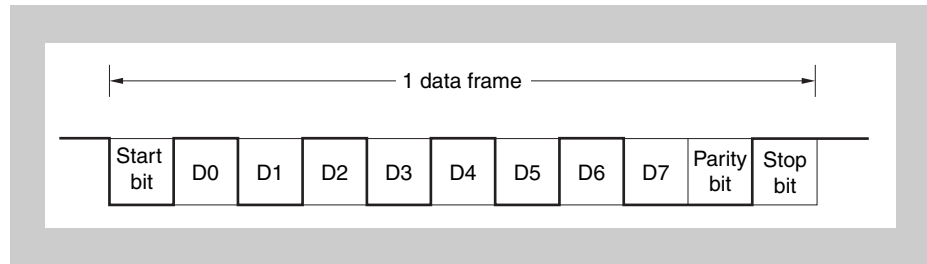 1 data frame
Start bit
D0
D1
D2
D3
D4
D5
D6
D7
Parity bit
Stop bit